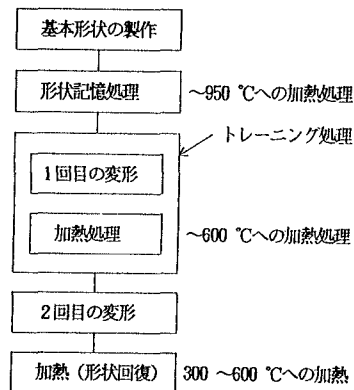 基本形状の製作
形状記憶処理
~950 ℃への加熱処理
トレーニング処理
1回目の変形
加熱処理
~600 ℃への加熱処理
2回目の変形
加熱(形状回復)
300 ~600 ℃への加熱